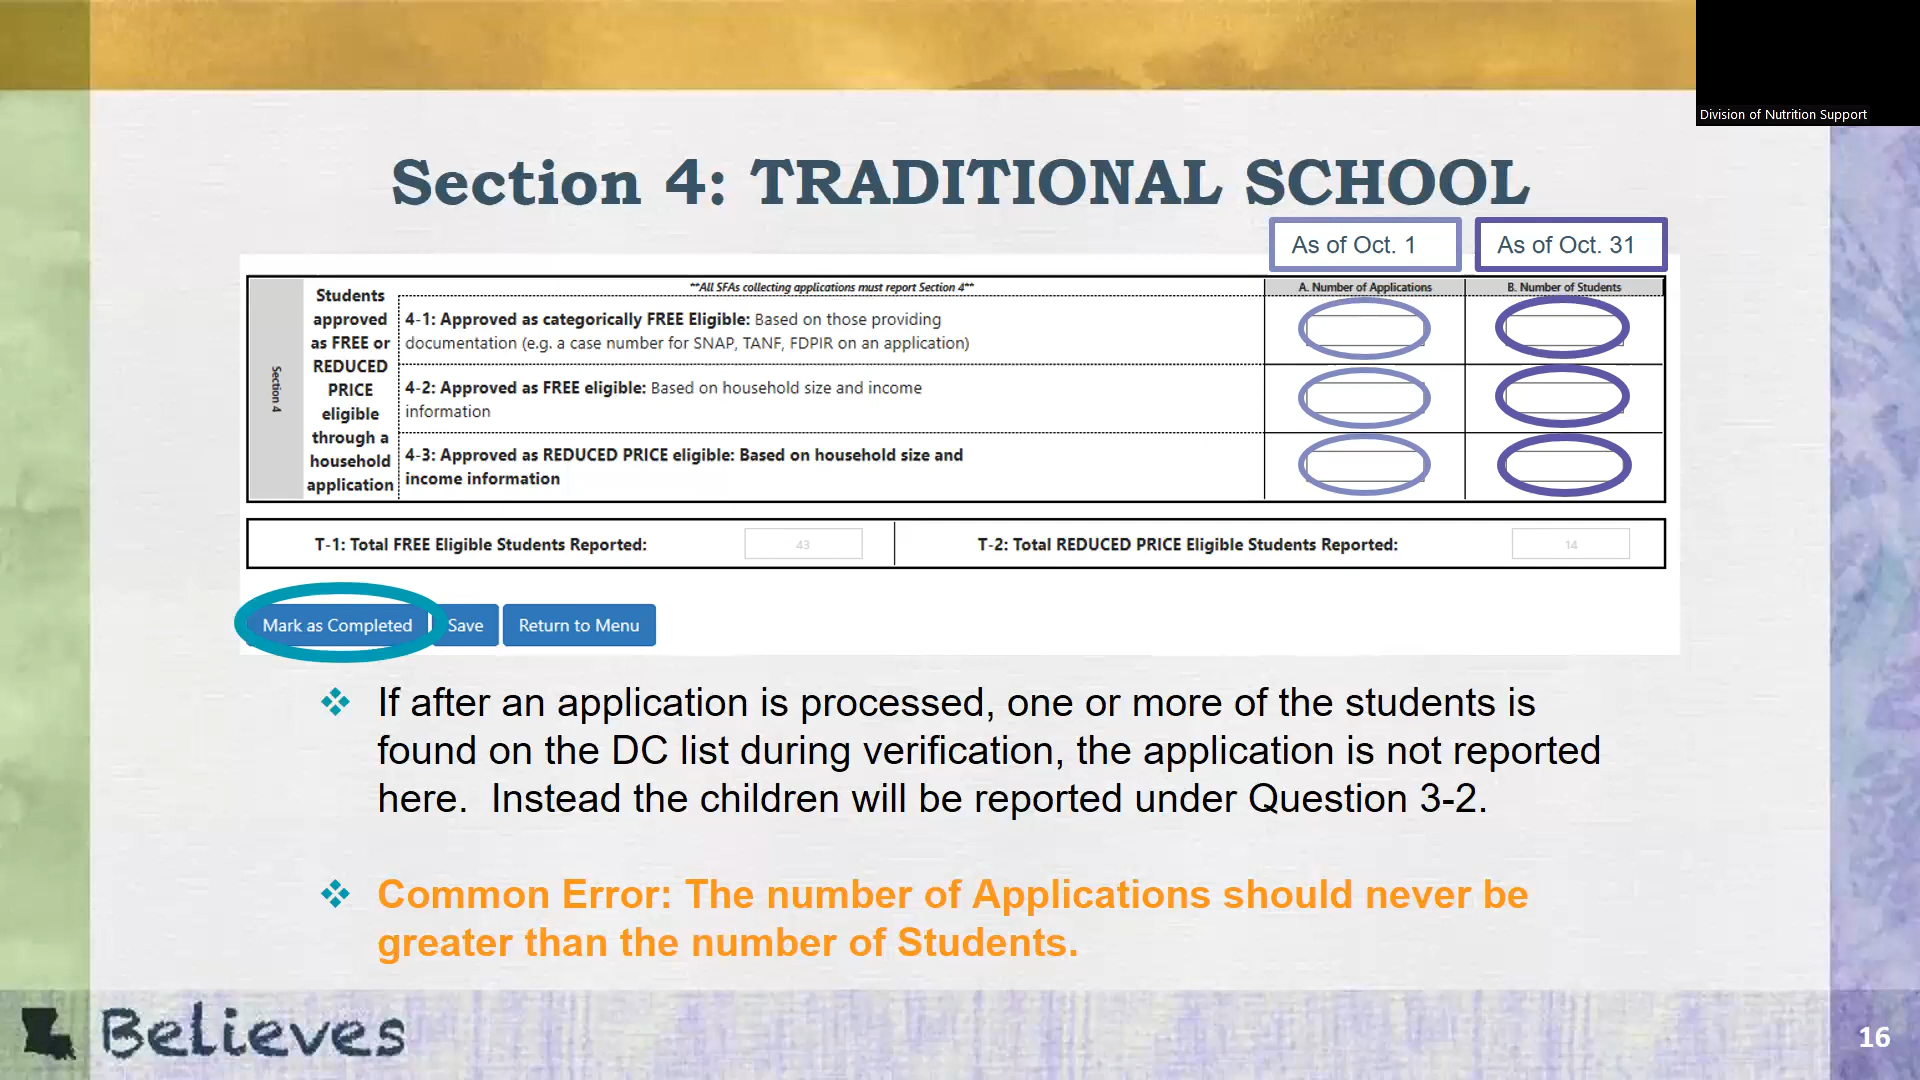 Division of Nutrition Support
Section 4: TRADITIONAL SCHOOL
As of Oct. 1
As of Oct. 31
**All SFAs collecting applications must report Section 4**
A. Number of Applications
B. Number of Students
Section 4
Students
approved
as FREE or
REDUCED
PRICE
eligible
through a
household
application
4-1: Approved as categorically FREE Eligible: Based on those providing
documentation (e.g. a case number for SNAP, TANF, FDPIR on an application)
4-2: Approved as FREE eligible: Based on household size and income
information
4-3: Approved as REDUCED PRICE eligible: Based on household size and
income information
T-1: Total FREE Eligible Students Reported:
43
T-2: Total REDUCED PRICE Eligible Students Reported:
14
Mark as Completed
Save
Return to Menu
If after an application is processed, one or more of the students is
found on the DC list during verification, the application is not reported
here.  Instead the children will be reported under Question 3-2.
Common Error: The number of Applications should never be
greater than the number of Students.
Believes
16